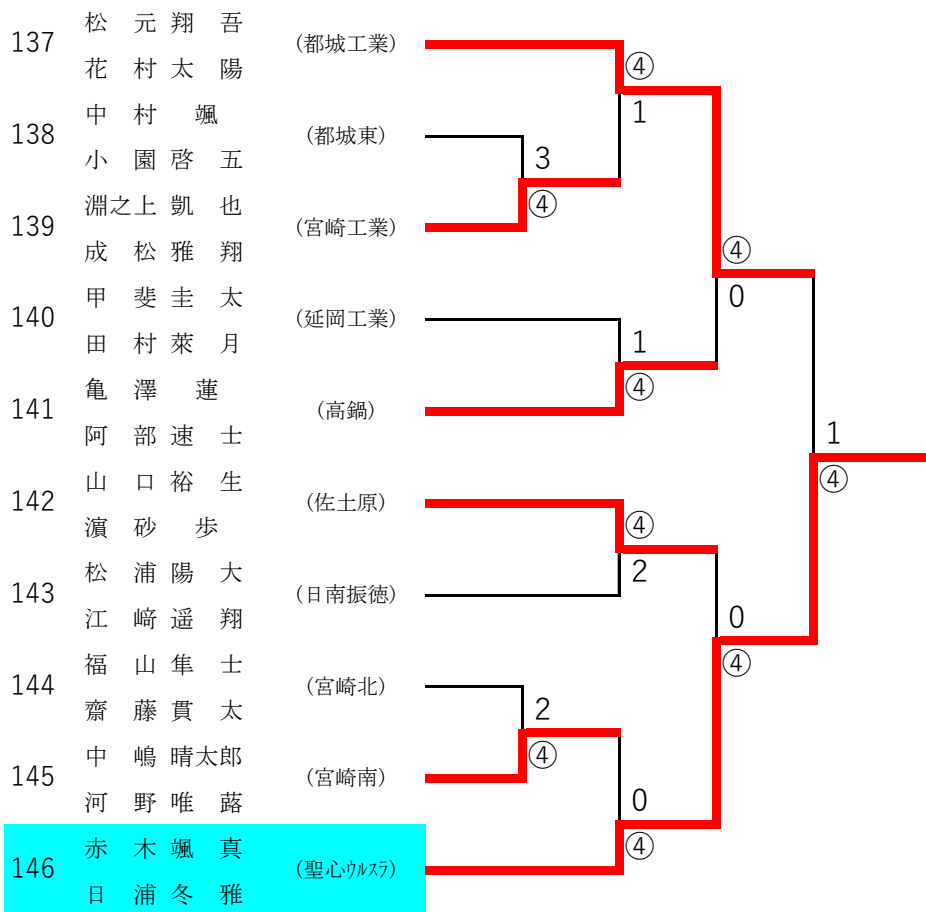 137 松元翔吾 (都城工業)
花村太陽
④
1
138 中村颯 (都城東)
小園啓五
3
④
139 淵之上凱也 (宮崎工業)
成松雅翔
④
0
140 甲斐圭太 (延岡工業)
田村萊月
1
④
141 亀澤蓮 (高鍋)
阿部速士
1
④
142 山口裕生 (佐土原)
濵砂歩
④
2
143 松浦陽大 (日南振徳)
江﨑遥翔
0
④
144 福山隼士 (宮崎北)
齋藤貫太
2
④
145 中嶋晴太郎 (宮崎南)
河野唯蕗
0
④
146 赤木颯真 (聖心ｳﾙｽﾗ)
日浦冬雅